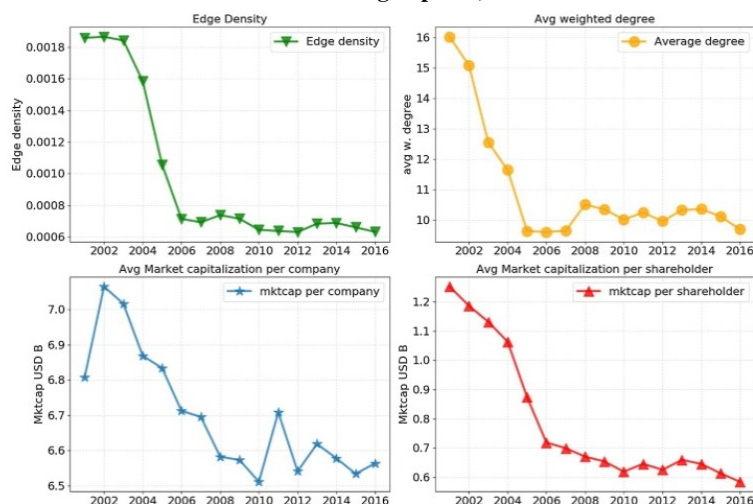 Edge Density
Edge density
Edge density
0.0018
0.0016
0.0014
0.0012
0.0010
0.0008
0.0006
2002 2004 2006 2008 2010 2012 2014 2016
Avg weighted degree
Average degree
avg w. degree
16
15
14
13
12
11
10
2002 2004 2006 2008 2010 2012 2014 2016
Avg Market capitalization per company
mktcap per company
Mktcap USD B
7.0
6.9
6.8
6.7
6.6
6.5
2002 2004 2006 2008 2010 2012 2014 2016
Avg Market capitalization per shareholder
mktcap per shareholder
Mktcap USD B
1.2
1.1
1.0
0.9
0.8
0.7
0.6
2002 2004 2006 2008 2010 2012 2014 2016